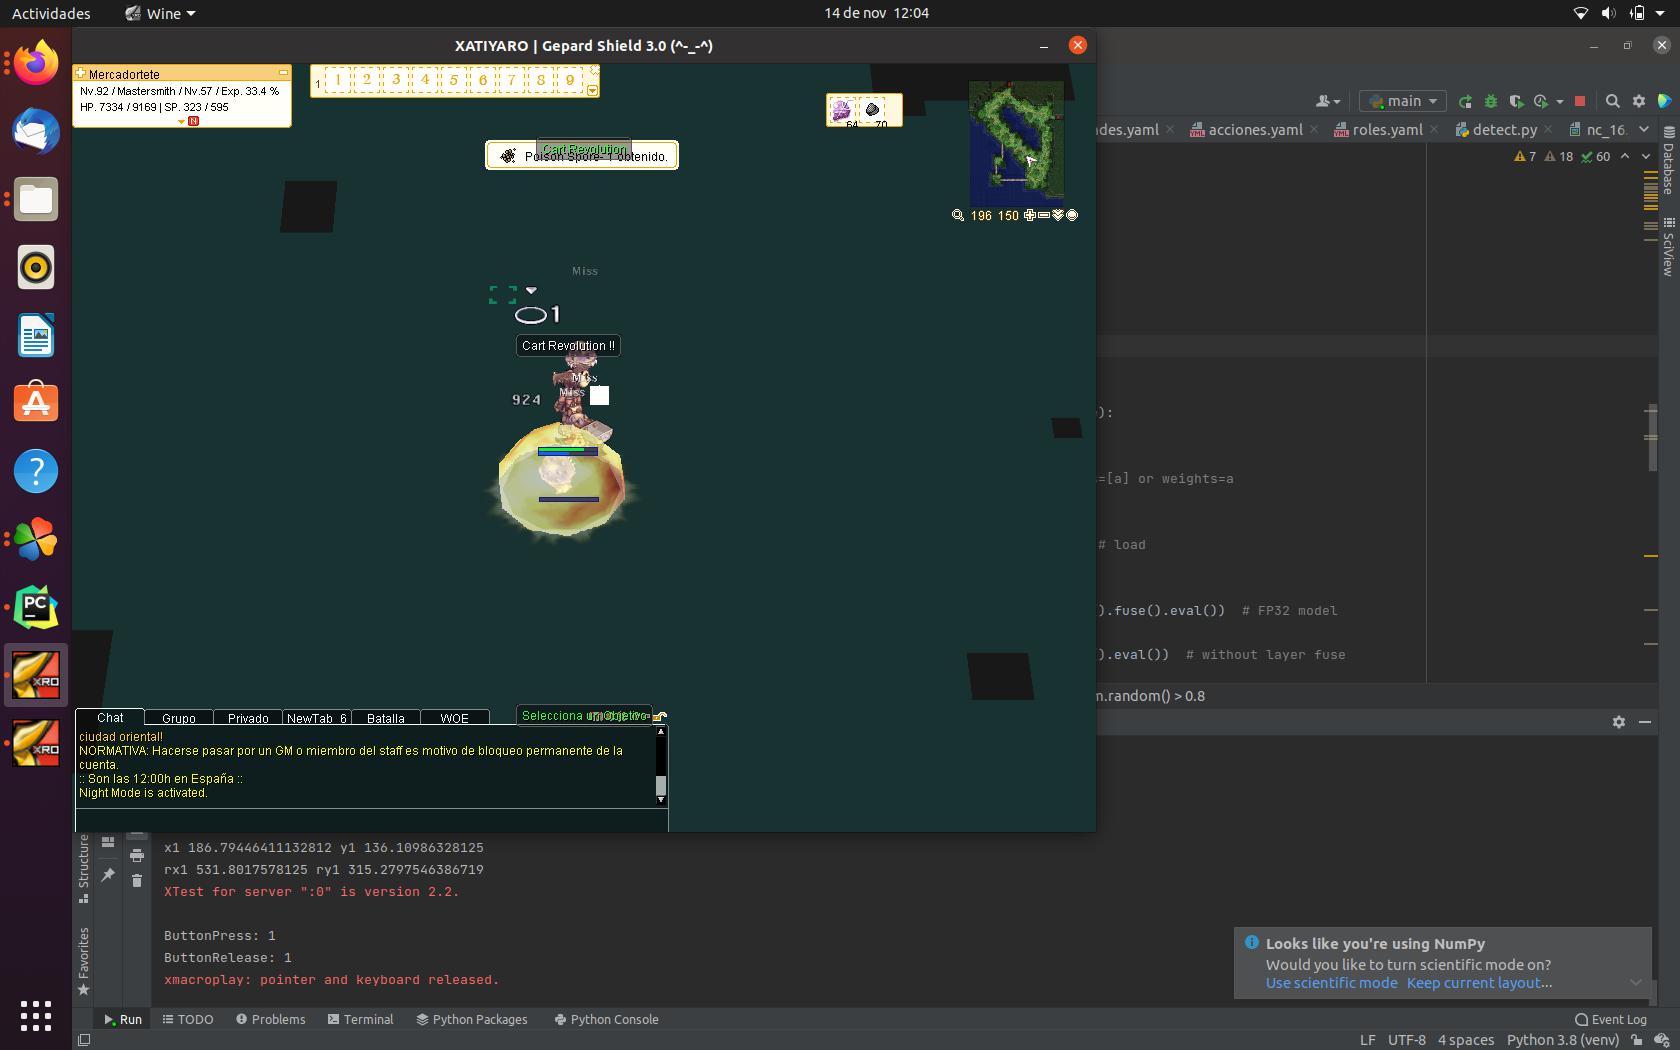 Actividades
Wine
14 de nov 12:04
XATIYARO | Gepard Shield 3.0 (^-_-^)
Mercadortete
Nv.92 / Mastersmith / Nv.57 / Exp. 33.4 %
HP. 7334 / 9169 | SP. 323 / 595
N
1 1 2 3 4 5 6 7 8 9
64 70
Cart Revolution
Poison Spore- 1 obtenido.
196 150
Miss
1
Cart Revolution !!
Miss
Miss
924
main
des.yaml
acciones.yaml
roles.yaml
detect.py
nc_16.
7 18 60
Database
SciView
):
=[a] or weights=a
# load
).fuse().eval()) # FP32 model
).eval()) # without layer fuse
m.random() > 0.8
PC
XRO
XRO
Chat
Grupo
Privado
NewTab_6
Batalla
WOE
Selecciona un objetivo
ciudad oriental!
NORMATIVA: Hacerse pasar por un GM o miembro del staff es motivo de bloqueo permanente de la
cuenta.
:: Son las 12:00h en España ::
Night Mode is activated.
Structure
Favorites
x1 186.79446411132812 y1 136.10986328125
rx1 531.8017578125 ry1 315.2797546386719
XTest for server ":0" is version 2.2.
ButtonPress: 1
ButtonRelease: 1
xmacroplay: pointer and keyboard released.
Looks like you're using NumPy
Would you like to turn scientific mode on?
Use scientific mode Keep current layout...
Run
TODO
Problems
Terminal
Python Packages
Python Console
Event Log
LF UTF-8 4 spaces Python 3.8 (venv)